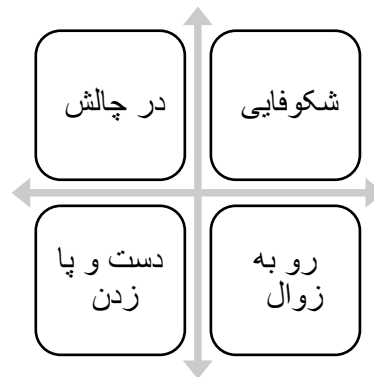 شکوفایی
در چالش
رو به
زوال
دست و پا
زدن